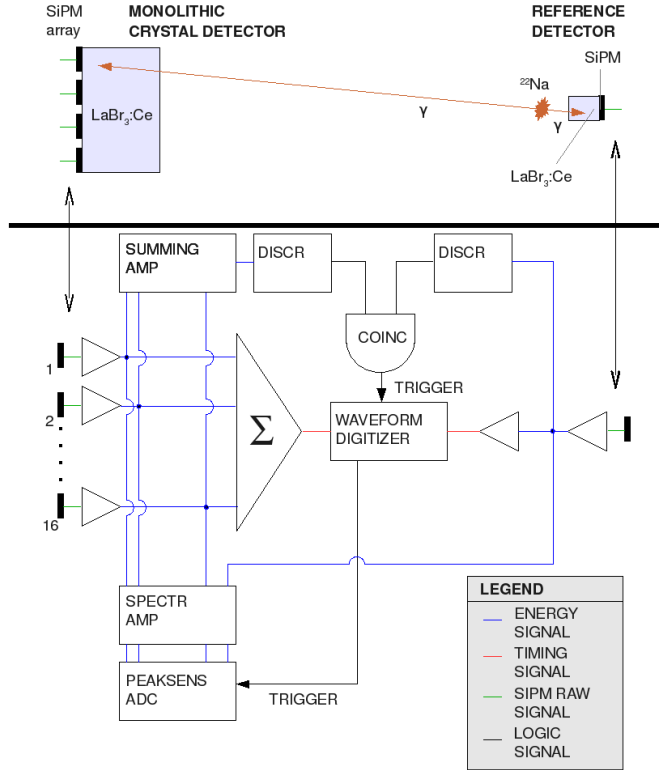 SiPM
array
MONOLITHIC
CRYSTAL DETECTOR
REFERENCE
DETECTOR
SiPM
²²Na
LaBr₃:Ce
γ
γ
LaBr₃:Ce
SUMMING
AMP
DISCR
DISCR
COINC
1
TRIGGER
2
Σ
WAVEFORM
DIGITIZER
16
SPECTR
AMP
PEAKSENS
ADC
TRIGGER
LEGEND
ENERGY
SIGNAL
TIMING
SIGNAL
SIPM RAW
SIGNAL
LOGIC
SIGNAL